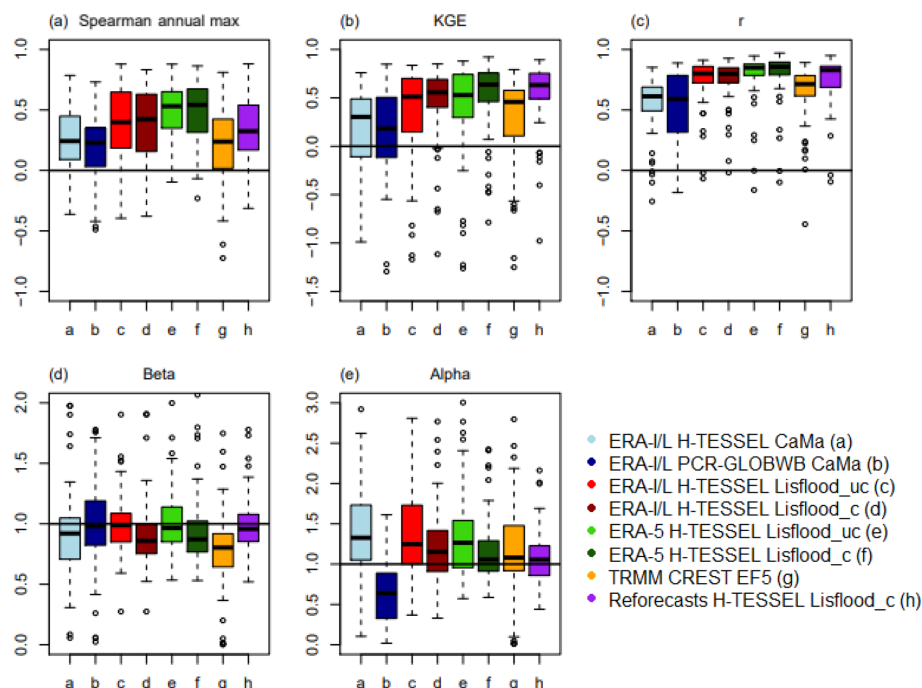 (a) Spearman annual max
(b) KGE
(c) r
1.0
0.5
0.0
−0.5
−1.0
a b c d e f g h
1.0
0.5
0.0
−0.5
−1.0
−1.5
a b c d e f g h
1.0
0.5
0.0
−0.5
−1.0
a b c d e f g h
(d) Beta
(e) Alpha
2.0
1.5
1.0
0.5
0.0
a b c d e f g h
3.0
2.5
2.0
1.5
1.0
0.5
0.0
a b c d e f g h
ERA-I/L H-TESSEL CaMa (a)
ERA-I/L PCR-GLOBWB CaMa (b)
ERA-I/L H-TESSEL Lisflood_uc (c)
ERA-I/L H-TESSEL Lisflood_c (d)
ERA-5 H-TESSEL Lisflood_uc (e)
ERA-5 H-TESSEL Lisflood_c (f)
TRMM CREST EF5 (g)
Reforecasts H-TESSEL Lisflood_c (h)